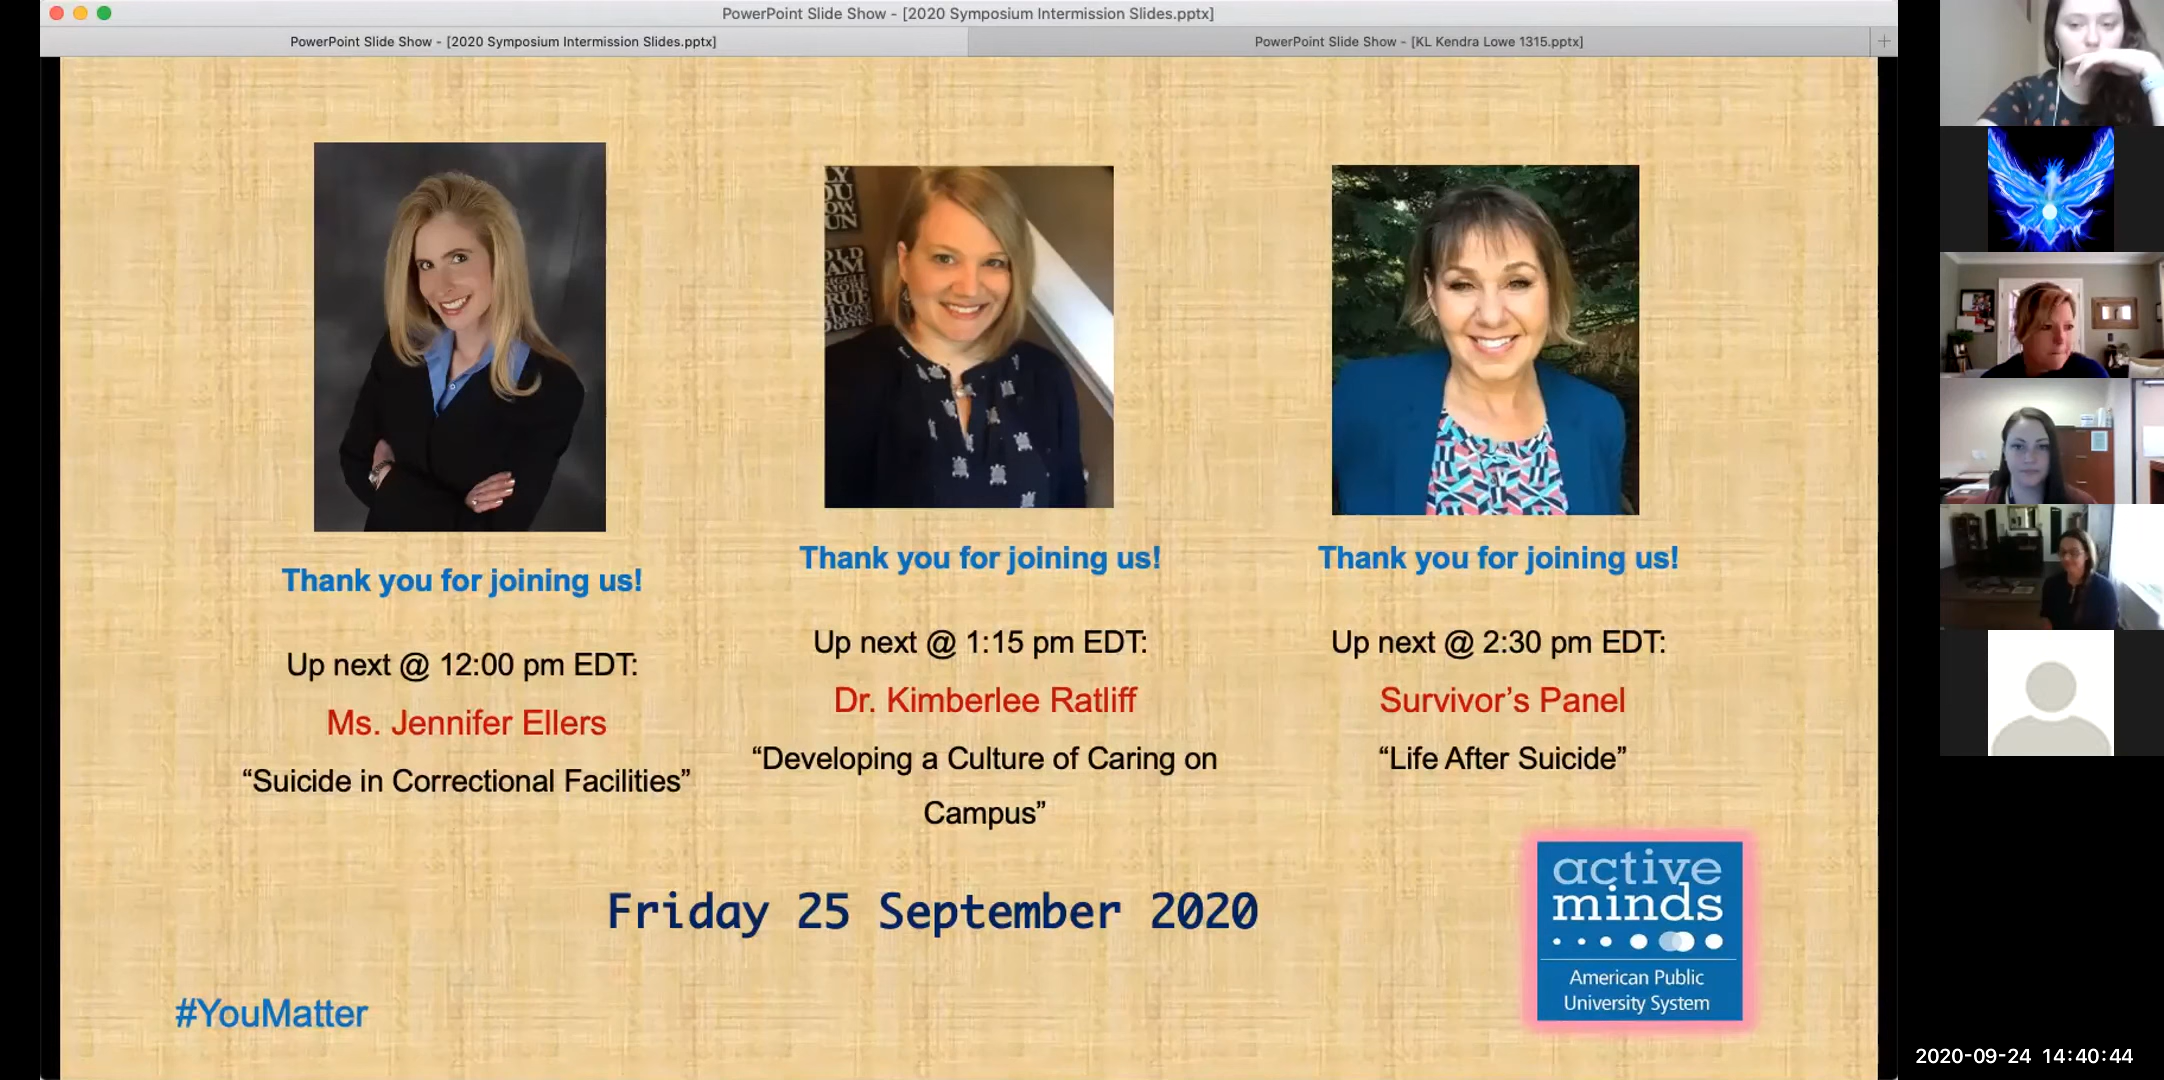 PowerPoint Slide Show - [2020 Symposium Intermission Slides.pptx]
PowerPoint Slide Show - [2020 Symposium Intermission Slides.pptx]
PowerPoint Slide Show - [KL Kendra Lowe 1315.pptx]
Thank you for joining us!
Up next @ 12:00 pm EDT:
Ms. Jennifer Ellers
“Suicide in Correctional Facilities”
Thank you for joining us!
Up next @ 1:15 pm EDT:
Dr. Kimberlee Ratliff
“Developing a Culture of Caring on
Campus”
Thank you for joining us!
Up next @ 2:30 pm EDT:
Survivor’s Panel
“Life After Suicide”
Friday 25 September 2020
active
minds
American Public
University System
#YouMatter
2020-09-24 14:40:44